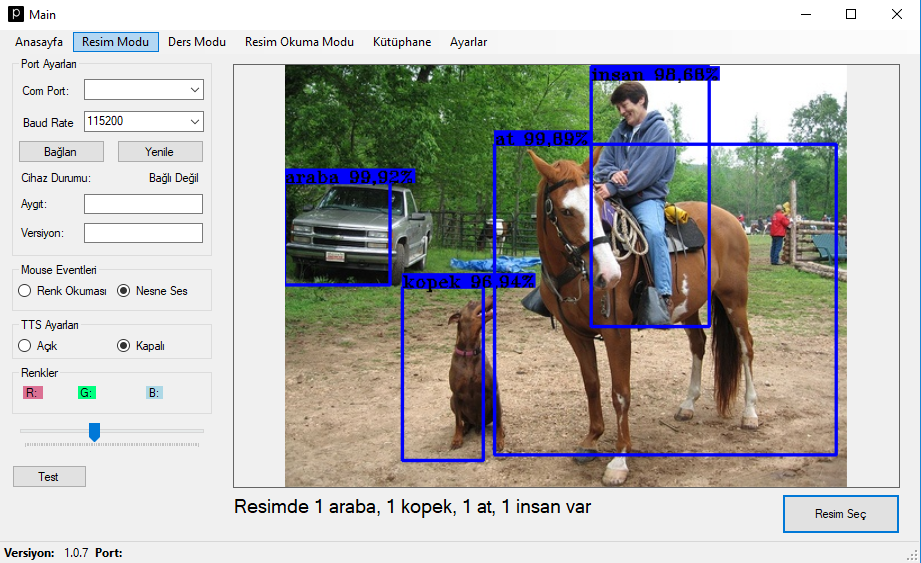 Main
Anasayfa Resim Modu Ders Modu Resim Okuma Modu Kütüphane Ayarlar
Port Ayarları
Com Port:
Baud Rate 115200
Bağlan Yenile
Cihaz Durumu: Bağlı Değil
Aygıt:
Versiyon:
Mouse Eventleri
Renk Okuması Nesne Ses
TTS Ayarları
Açik Kapalı
Renkler
R: G: B:
Test
insan 98,68%
at 99,69%
araba 99,92%
kopek 96,94%
Resimde 1 araba, 1 kopek, 1 at, 1 insan var
Resim Seç
Versiyon: 1.0.7 Port: